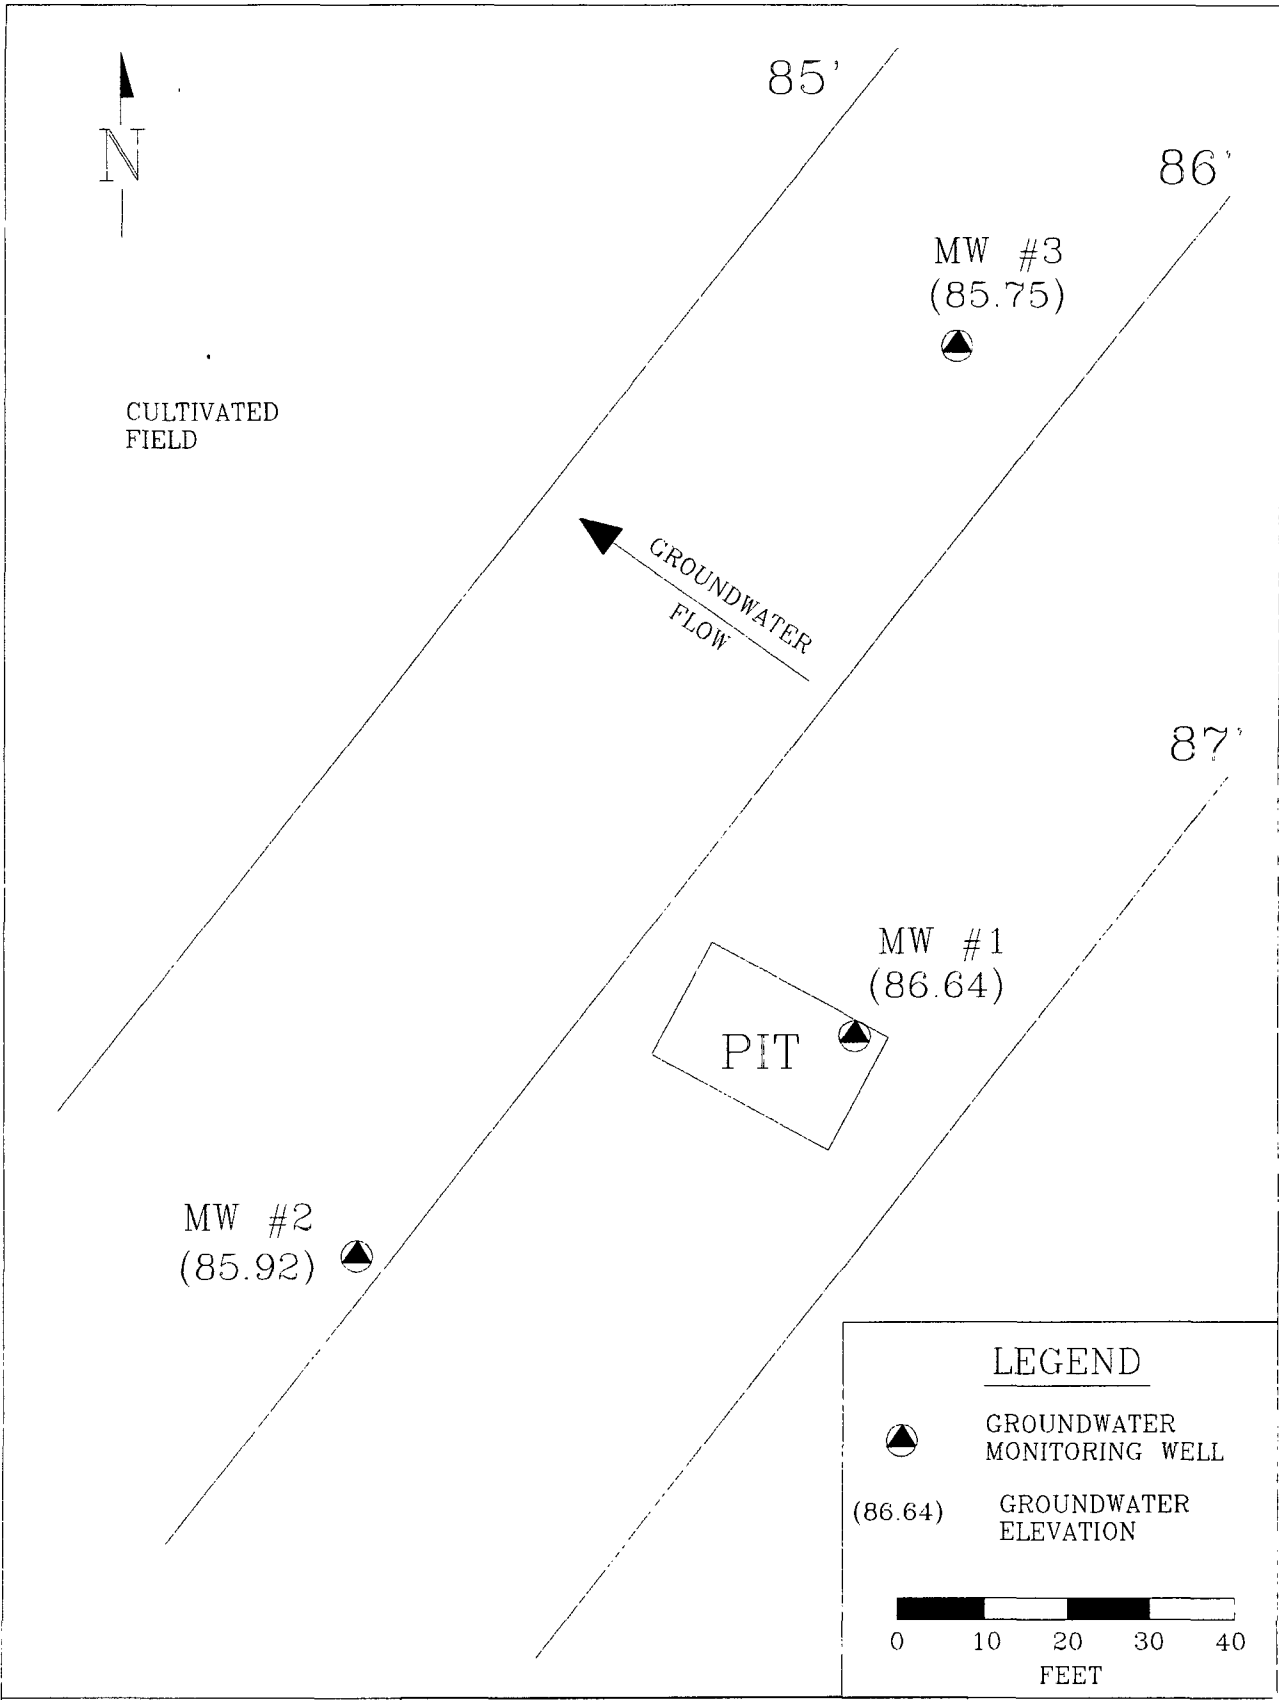 85'
86'
N
MW #3
(85.75)
CULTIVATED
FIELD
GROUNDWATER
FLOW
87'
MW #1
(86.64)
PIT
MW #2
(85.92)
LEGEND
GROUNDWATER
MONITORING WELL
(86.64) GROUNDWATER
ELEVATION
0 10 20 30 40
FEET